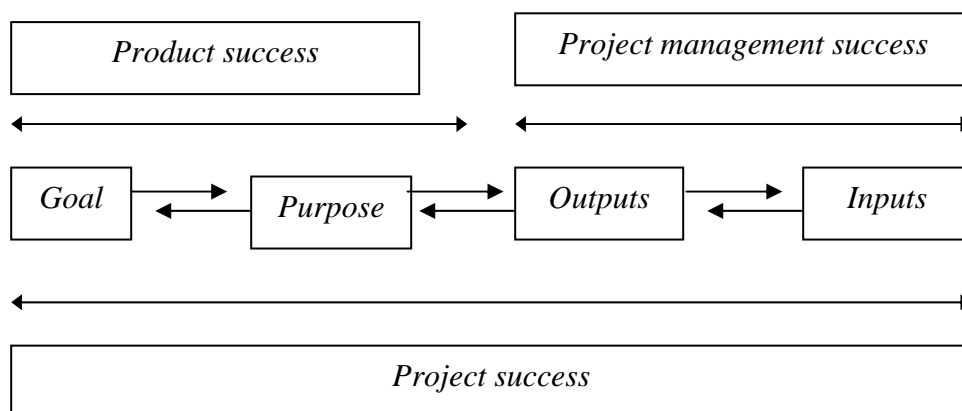 Product success
Project management success
Goal
Purpose
Outputs
Inputs
Project success